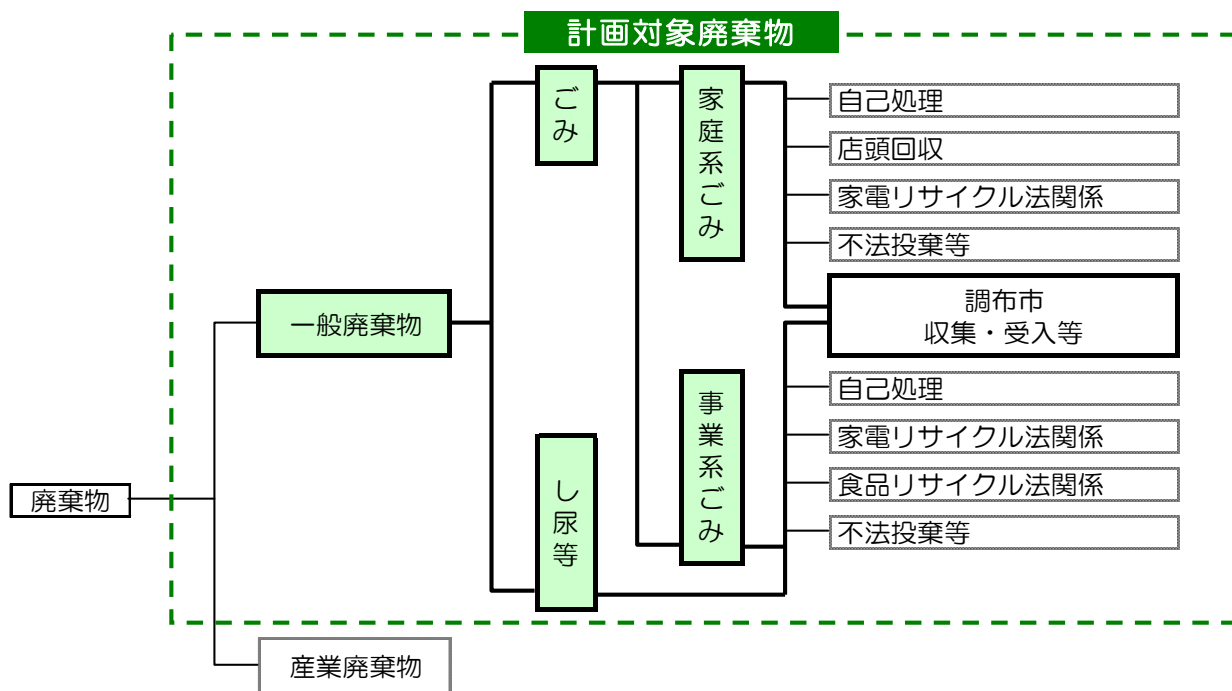 計画対象廃棄物
ごみ
家庭系ごみ
自己処理
店頭回収
家電リサイクル法関係
不法投棄等
一般廃棄物
調布市
収集・受入等
事業系ごみ
自己処理
家電リサイクル法関係
食品リサイクル法関係
不法投棄等
し尿等
廃棄物
産業廃棄物